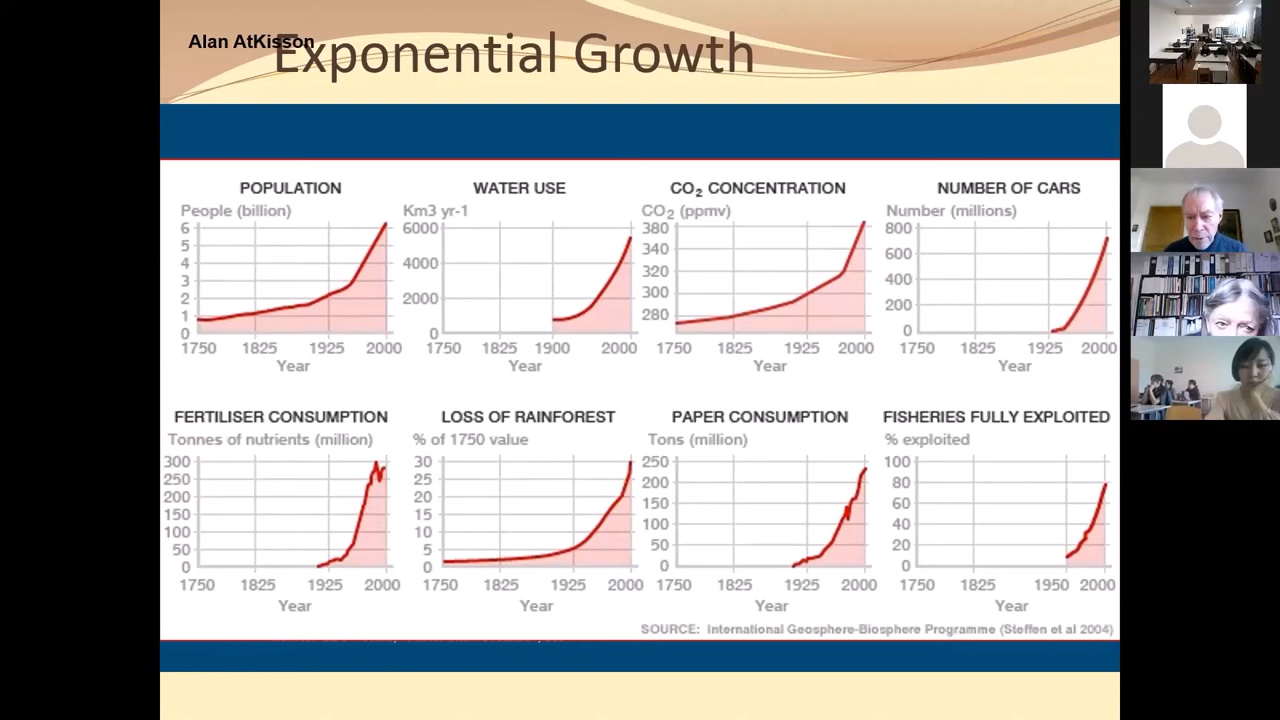 Alan AtKisson
Exponential Growth
POPULATION
People (billion)
6
5
4
3
2
1
0
1750 1825 1925 2000
Year
WATER USE
Km3 yr-1
6000
4000
2000
0
1750 1825 1900 2000
Year
CO2 CONCENTRATION
CO2 (ppmv)
380
340
320
300
280
1750 1825 1925 2000
Year
NUMBER OF CARS
Number (millions)
800
600
400
200
0
1750 1825 1925 2000
Year
FERTILISER CONSUMPTION
Tonnes of nutrients (million)
300
250
200
150
100
50
0
1750 1825 1925 2000
Year
LOSS OF RAINFOREST
% of 1750 value
30
25
20
15
10
5
0
1750 1825 1925 2000
Year
PAPER CONSUMPTION
Tons (million)
250
200
150
100
50
0
1750 1825 1925 2000
Year
FISHERIES FULLY EXPLOITED
% exploited
100
80
60
40
20
0
1750 1825 1950 2000
Year
SOURCE: International Geosphere-Biosphere Programme (Steffen et al 2004)